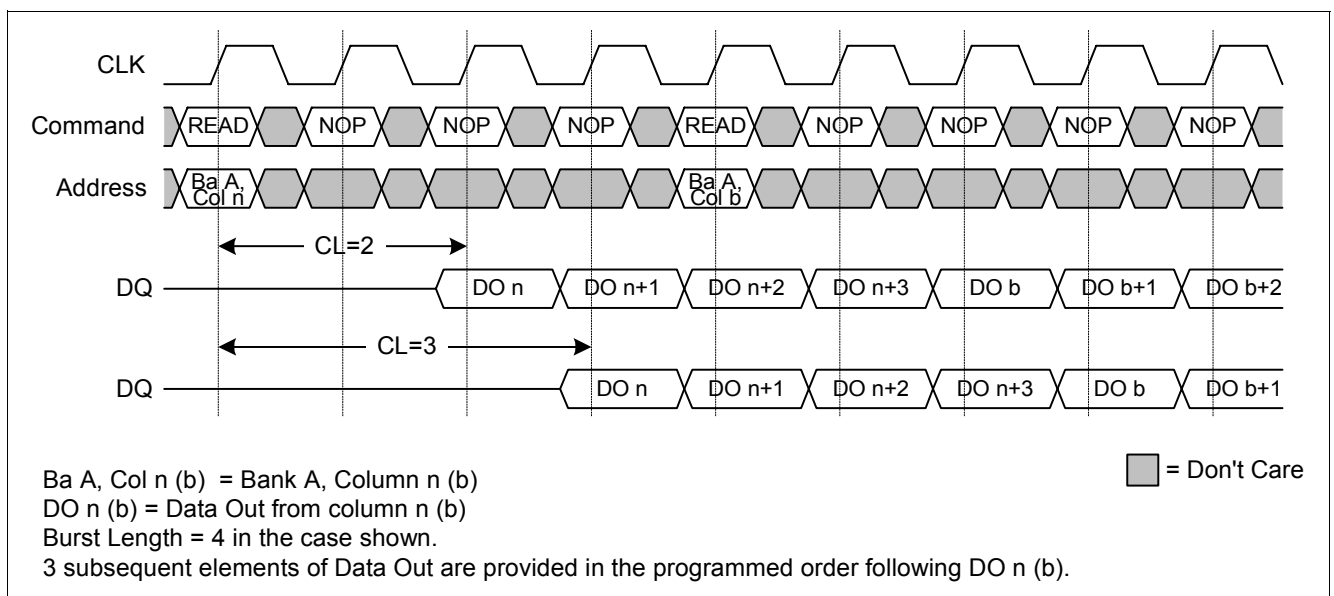 CLK
Command READ NOP NOP NOP READ NOP NOP NOP NOP
Address Ba A, Col n Ba A, Col b
CL=2
DQ DO n DO n+1 DO n+2 DO n+3 DO b DO b+1 DO b+2
CL=3
DQ DO n DO n+1 DO n+2 DO n+3 DO b DO b+1
Ba A, Col n (b) = Bank A, Column n (b)
= Don't Care
DO n (b) = Data Out from column n (b)
Burst Length = 4 in the case shown.
3 subsequent elements of Data Out are provided in the programmed order following DO n (b).